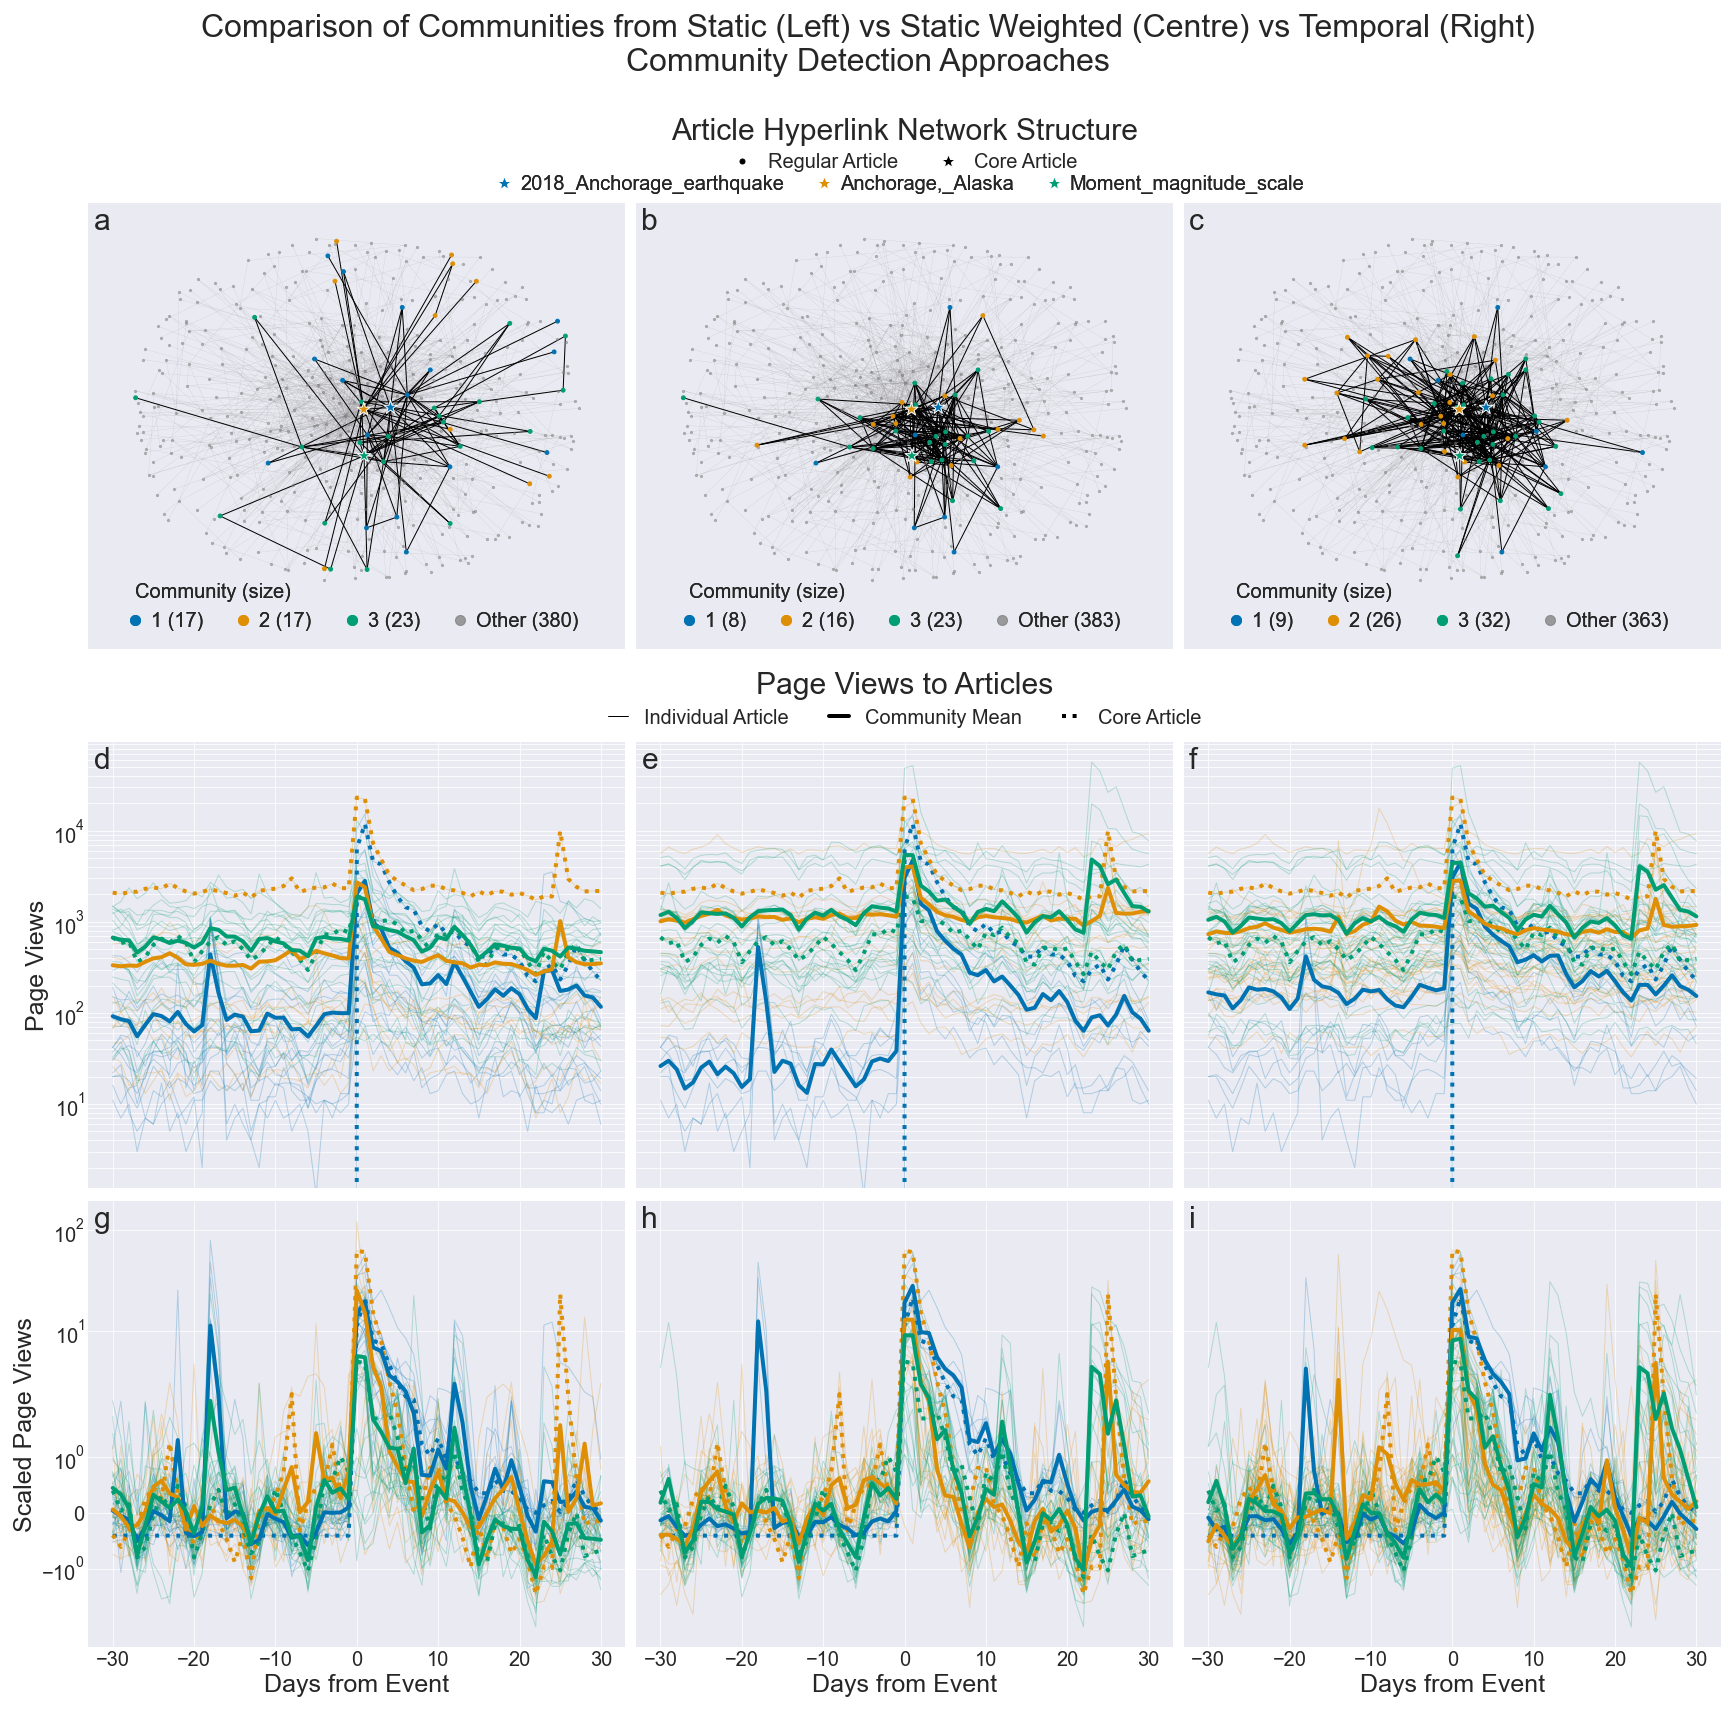 Comparison of Communities from Static (Left) vs Static Weighted (Centre) vs Temporal (Right)
Community Detection Approaches
Article Hyperlink Network Structure
Regular Article Core Article
2018_Anchorage_earthquake Anchorage,_Alaska Moment_magnitude_scale
a b c
Community (size) Community (size) Community (size)
1 (17) 2 (17) 3 (23) Other (380) 1 (8) 2 (16) 3 (23) Other (383) 1 (9) 2 (26) 3 (32) Other (363)
Page Views to Articles
Individual Article Community Mean Core Article
d e f
10^4
10^3
10^2
10^1
Page Views
g h i
10^2
10^1
10^0
0
−10^0
Scaled Page Views
−30 −20 −10 0 10 20 30 −30 −20 −10 0 10 20 30 −30 −20 −10 0 10 20 30
Days from Event Days from Event Days from Event